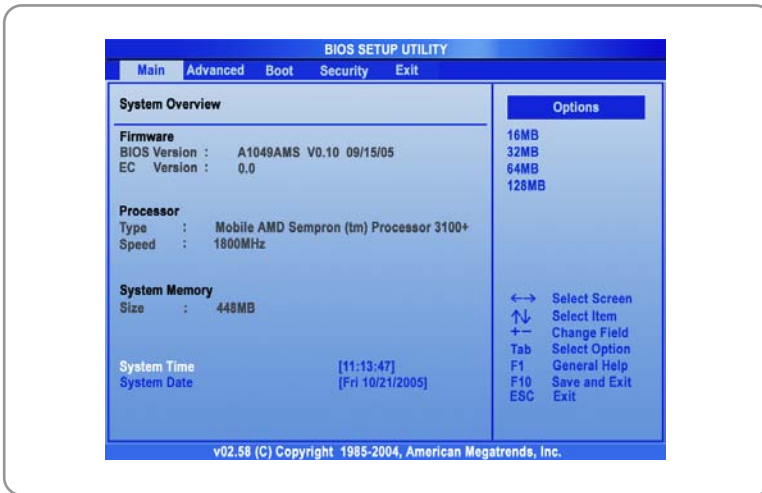 BIOS SETUP UTILITY
Main Advanced Boot Security Exit
System Overview
Firmware
BIOS Version : A1049AMS V0.10 09/15/05
EC Version : 0.0
Processor
Type : Mobile AMD Sempron (tm) Processor 3100+
Speed : 1800MHz
System Memory
Size : 448MB
System Time [11:13:47]
System Date [Fri 10/21/2005]
Options
16MB
32MB
64MB
128MB
←→ Select Screen
↑↓ Select Item
+− Change Field
Tab Select Option
F1 General Help
F10 Save and Exit
ESC Exit
v02.58 (C) Copyright 1985-2004, American Megatrends, Inc.